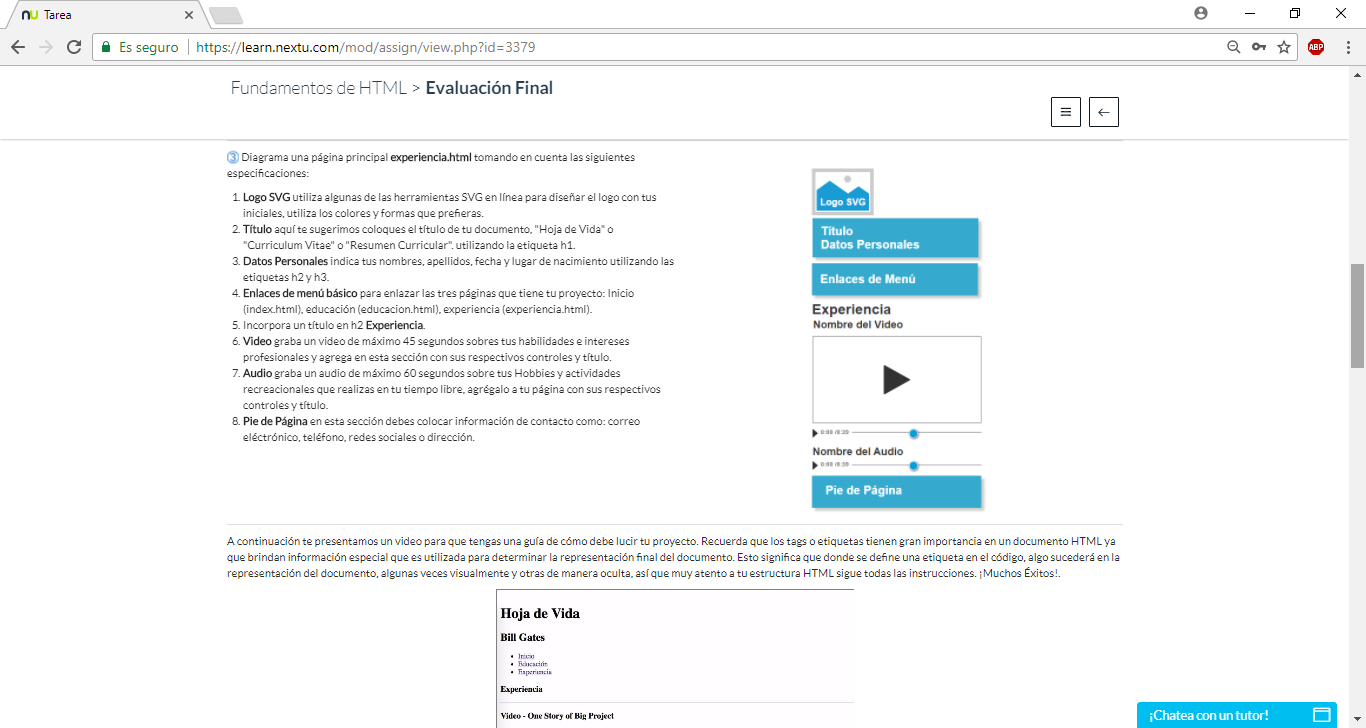 nu Tarea
Es seguro
https://learn.nextu.com/mod/assign/view.php?id=3379
ABP
Fundamentos de HTML > Evaluación Final
3 Diagrama una página principal experiencia.html tomando en cuenta las siguientes
especificaciones:
1. Logo SVG utiliza algunas de las herramientas SVG en línea para diseñar el logo con tus
iniciales, utiliza los colores y formas que prefieras.
2. Título aquí te sugerimos coloques el título de tu documento, "Hoja de Vida" o
"Curriculum Vitae" o "Resumen Curricular". utilizando la etiqueta h1.
3. Datos Personales indica tus nombres, apellidos, fecha y lugar de nacimiento utilizando las
etiquetas h2 y h3.
4. Enlaces de menú básico para enlazar las tres páginas que tiene tu proyecto: Inicio
(index.html), educación (educacion.html), experiencia (experiencia.html).
5. Incorpora un título en h2 Experiencia.
6. Video graba un video de máximo 45 segundos sobres tus habilidades e intereses
profesionales y agrega en esta sección con sus respectivos controles y título.
7. Audio graba un audio de máximo 60 segundos sobre tus Hobbies y actividades
recreacionales que realizas en tu tiempo libre, agrégalo a tu página con sus respectivos
controles y título.
8. Pie de Página en esta sección debes colocar información de contacto como: correo
eléctrónico, teléfono, redes sociales o dirección.
Logo SVG
Título
Datos Personales
Enlaces de Menú
Experiencia
Nombre del Video
Nombre del Audio
Pie de Página
A continuación te presentamos un video para que tengas una guía de cómo debe lucir tu proyecto. Recuerda que los tags o etiquetas tienen gran importancia en un documento HTML ya
que brindan información especial que es utilizada para determinar la representación final del documento. Esto significa que donde se define una etiqueta en el código, algo sucederá en la
representación del documento, algunas veces visualmente y otras de manera oculta, así que muy atento a tu estructura HTML sigue todas las instrucciones. ¡Muchos Éxitos!.
Hoja de Vida
Bill Gates
Inicio
Educación
Experiencia
Experiencia
Video - One Story of Big Project
¡Chatea con un tutor!